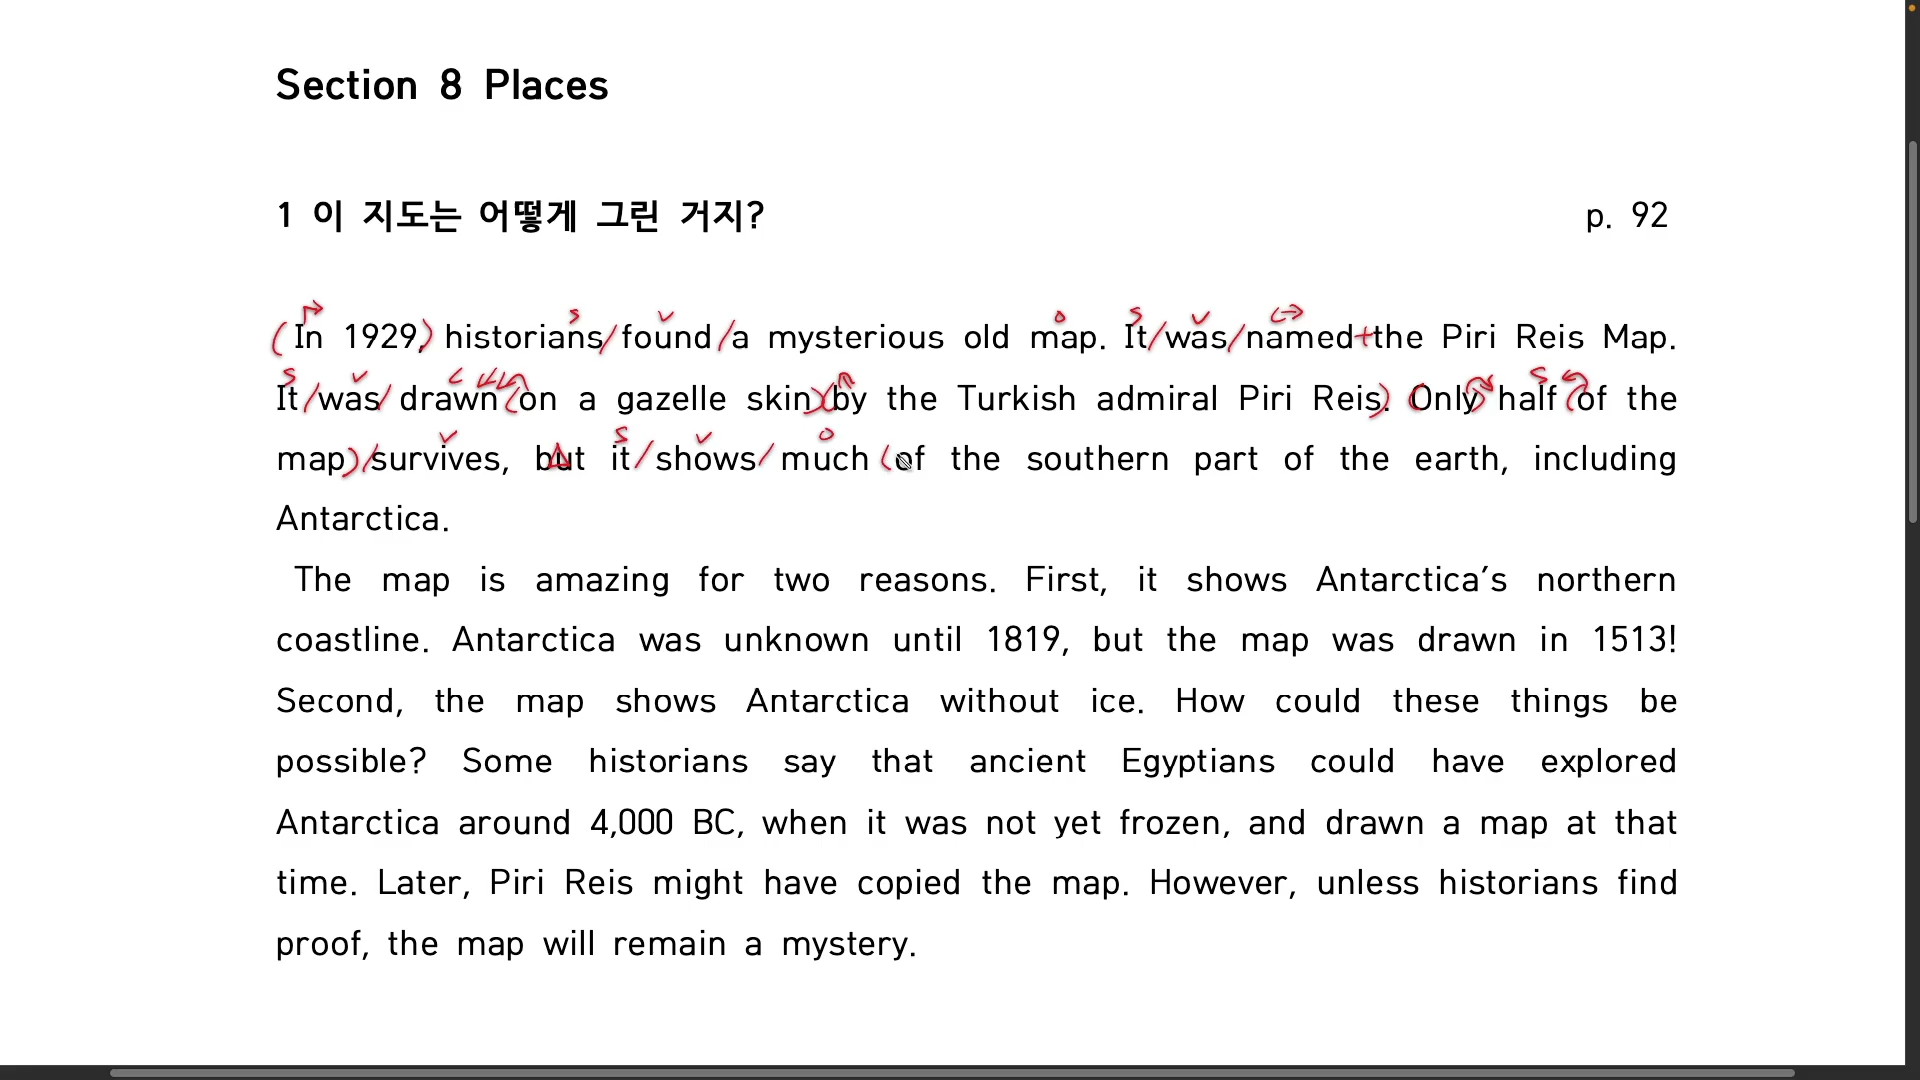 Section 8 Places
1 이 지도는 어떻게 그린 거지? p. 92
In 1929, historians found a mysterious old map. It was named the Piri Reis Map.
It was drawn on a gazelle skin by the Turkish admiral Piri Reis. Only half of the
map survives, but it shows much of the southern part of the earth, including
Antarctica.
The map is amazing for two reasons. First, it shows Antarctica's northern
coastline. Antarctica was unknown until 1819, but the map was drawn in 1513!
Second, the map shows Antarctica without ice. How could these things be
possible? Some historians say that ancient Egyptians could have explored
Antarctica around 4,000 BC, when it was not yet frozen, and drawn a map at that
time. Later, Piri Reis might have copied the map. However, unless historians find
proof, the map will remain a mystery.